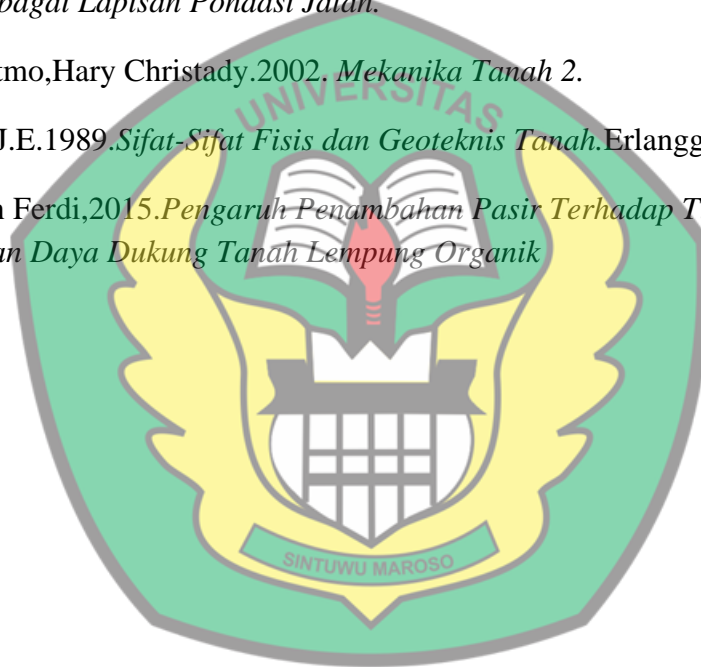 bagai Lapisan Pondasi Jalan.
tmo,Hary Christady.2002. Mekanika Tanah 2.
UNIVERSITAS
J.E.1989.Sifat-Sifat Fisis dan Geoteknis Tanah.Erlangg
n Ferdi,2015.Pengaruh Penambahan Pasir Terhadap T
an Daya Dukung Tanah Lempung Organik
SINTUWU MAROSO